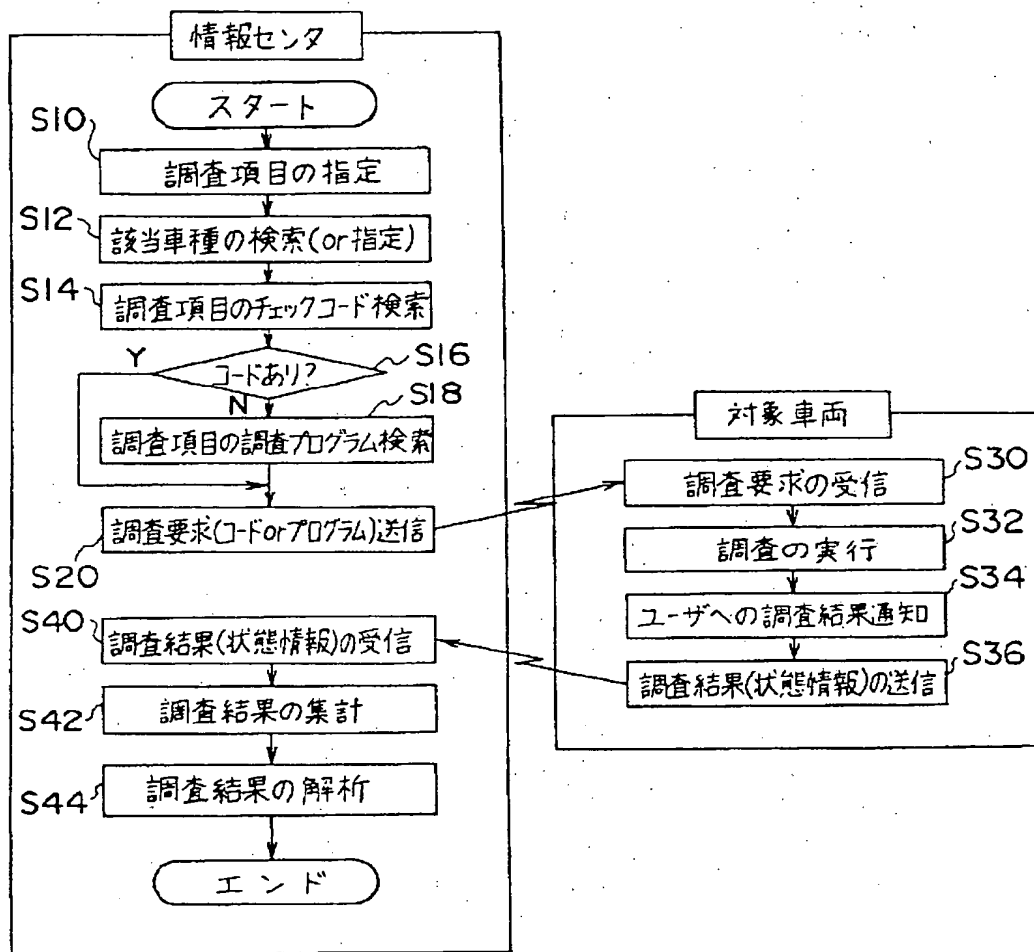 情報センタ
スタート
S10
調査項目の指定
S12
該当車種の検索(or指定)
S14
調査項目のチェックコード検索
Y
コードあり?
S16
N
S18
調査項目の調査プログラム検索
調査要求(コードorプログラム)送信
S20
S40
調査結果(状態情報)の受信
S42
調査結果の集計
S44
調査結果の解析
エンド
対象車両
調査要求の受信
S30
調査の実行
S32
S34
ユーザへの調査結果通知
S36
調査結果(状態情報)の送信